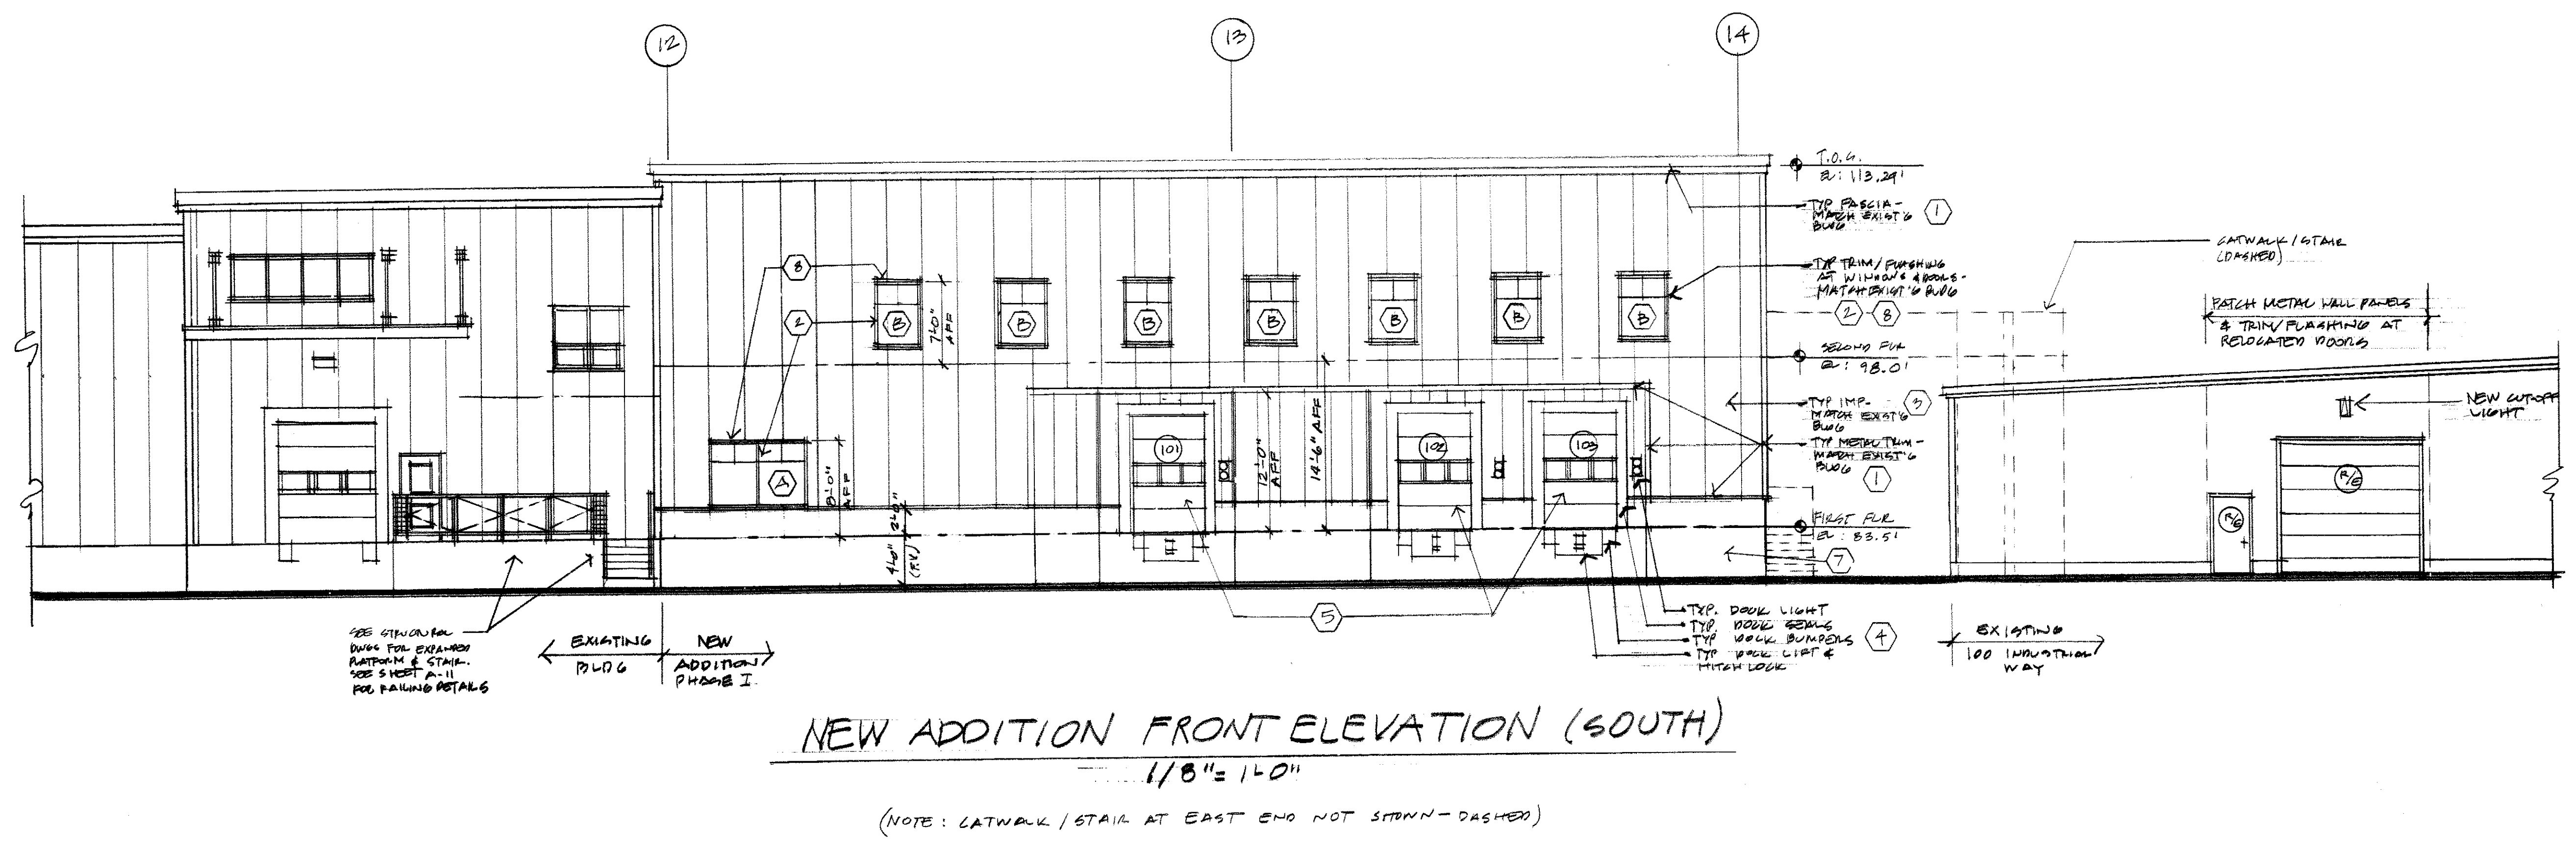 12
13
14
T.O.G.
EL: 113.29'
TYP FASCIA-
MATCH EXIST'G
BLDG
1
TYP TRIM/FLASHING
AT WINDOWS & DOORS-
MATCH EXIST'G BLDG
2
8
CATWALK/STAIR
(DASHED)
PATCH METAL WALL PANELS
& TRIM/FLASHING AT
RELOCATED DOORS
8
2
B
B
B
B
B
B
B
7'-0"
AFF
SECOND FLR
EL: 98.0'
TYP IMP-
MATCH EXIST'G
BLDG
3
TYP METAL TRIM-
MATCH EXIST'G
BLDG
1
NEW CUTOFF
LIGHT
A
8'-0"
AFF
101
12'-0"
AFF
14'-6" AFF
102
103
R/E
R/E
2'-0"
4'-0"
(P.V.)
FIRST FLR
EL: 83.5'
7
5
TYP. DOCK LIGHT
TYP. DOCK SEALS
TYP DOCK BUMPERS
TYP DOCK LIFT &
HITCH LOCK
4
SEE STRUCTURAL
DWGS FOR EXPANDED
PLATFORM & STAIR.
SEE SHEET A-11
FOR RAILING DETAILS
EXISTING
BLDG
NEW
ADDITION
PHASE I
EXISTING
100 INDUSTRIAL
WAY
NEW ADDITION FRONT ELEVATION (SOUTH)
1/8"= 1'-0"
(NOTE: CATWALK/STAIR AT EAST END NOT SHOWN-DASHED)